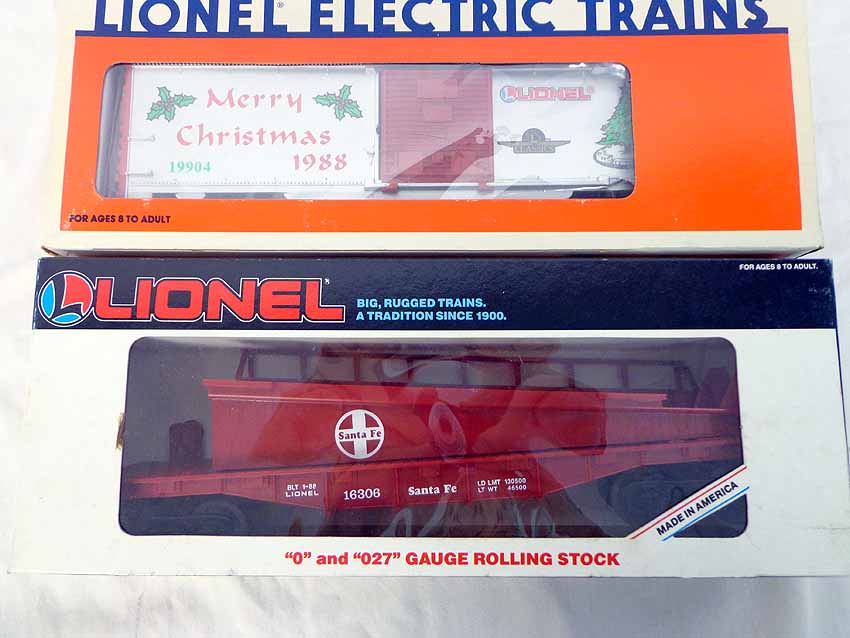 LIONEL® ELECTRIC TRAINS
Merry
Christmas
19904 1988
LIONEL
L
CLASSICS
FOR AGES 8 TO ADULT
LIONEL®
BIG, RUGGED TRAINS.
A TRADITION SINCE 1900.
FOR AGES 8 TO ADULT.
Santa Fe
BLT 1-88
LIONEL
16306
Santa Fe
LD LMT 130500
LT WT 46500
MADE IN AMERICA
"O" and "027" GAUGE ROLLING STOCK